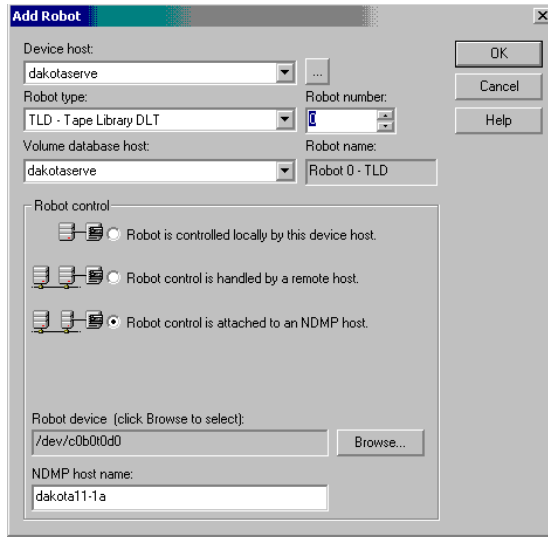 Add Robot
Device host:
dakotaserve
...
OK
Robot type:
Robot number:
Cancel
TLD - Tape Library DLT
0
Help
Volume database host:
Robot name:
dakotaserve
Robot 0 - TLD
Robot control
Robot is controlled locally by this device host.
Robot control is handled by a remote host.
Robot control is attached to an NDMP host.
Robot device (click Browse to select):
/dev/c0b0t0d0
Browse...
NDMP host name:
dakota11-1a